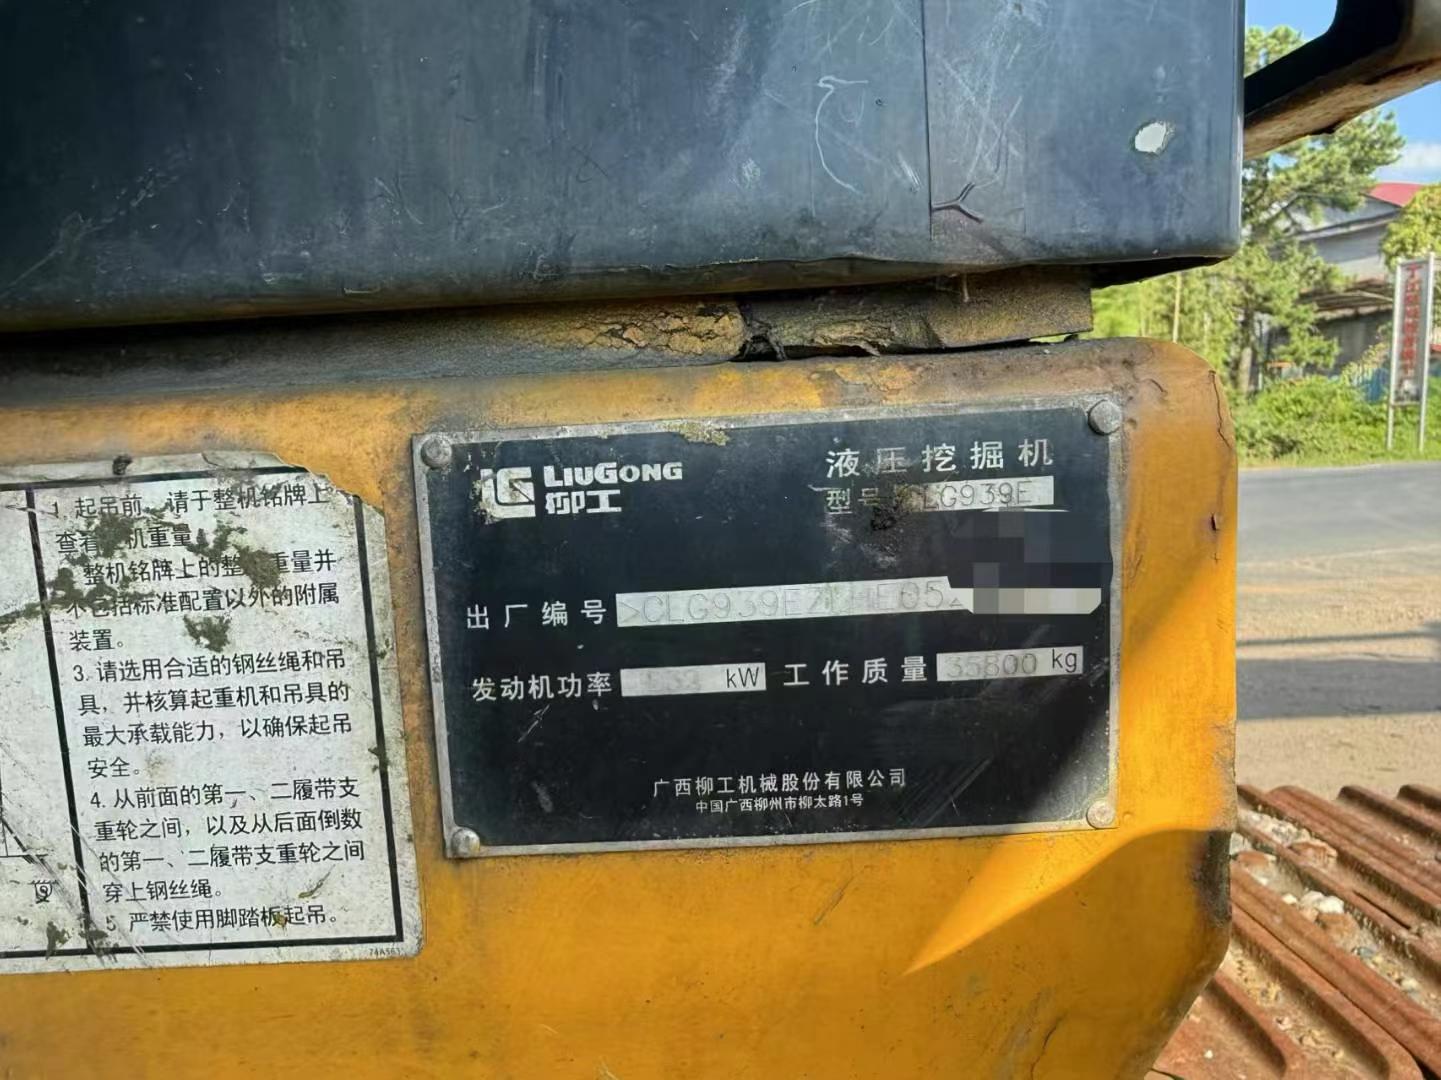 1. 起吊前，请于整机铭牌上
查看 机重量
整机铭牌上的整 重量并
不包括标准配置以外的附属
装置。
3. 请选用合适的钢丝绳和吊
具，并核算起重机和吊具的
最大承载能力，以确保起吊
安全。
4. 从前面的第一、二履带支
重轮之间，以及从后面倒数
的第一、二履带支重轮之间
穿上钢丝绳。
5. 严禁使用脚踏板起吊。
LG LIUGONG
柳工
液压挖掘机
型号 CLG939E
出厂编号
发动机功率 kW 工作质量 35800 kg
广西柳工机械股份有限公司
中国广西柳州市柳太路1号